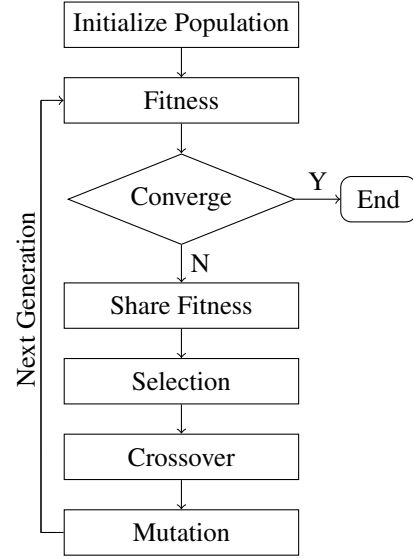 Initialize Population
Fitness
Converge
Y
End
N
Share Fitness
Selection
Crossover
Mutation
Next Generation